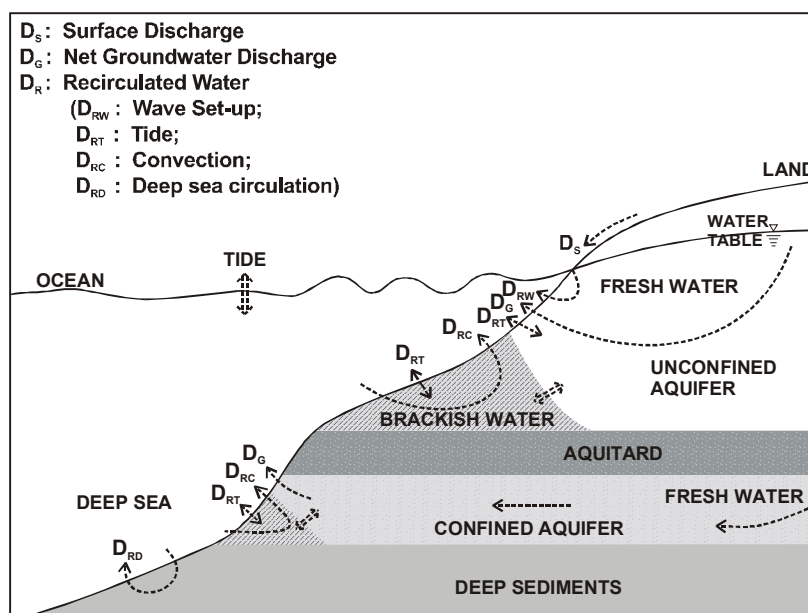 D_S: Surface Discharge
D_G: Net Groundwater Discharge
D_R: Recirculated Water
(D_RW: Wave Set-up;
D_RT: Tide;
D_RC: Convection;
D_RD: Deep sea circulation)
LAND
WATER
TABLE
D_S
TIDE
OCEAN
FRESH WATER
D_RW
D_G
D_RT
D_RC
D_RT
UNCONFINED
AQUIFER
BRACKISH WATER
AQUITARD
D_G
D_RC
D_RT
DEEP SEA
FRESH WATER
CONFINED AQUIFER
D_RD
DEEP SEDIMENTS